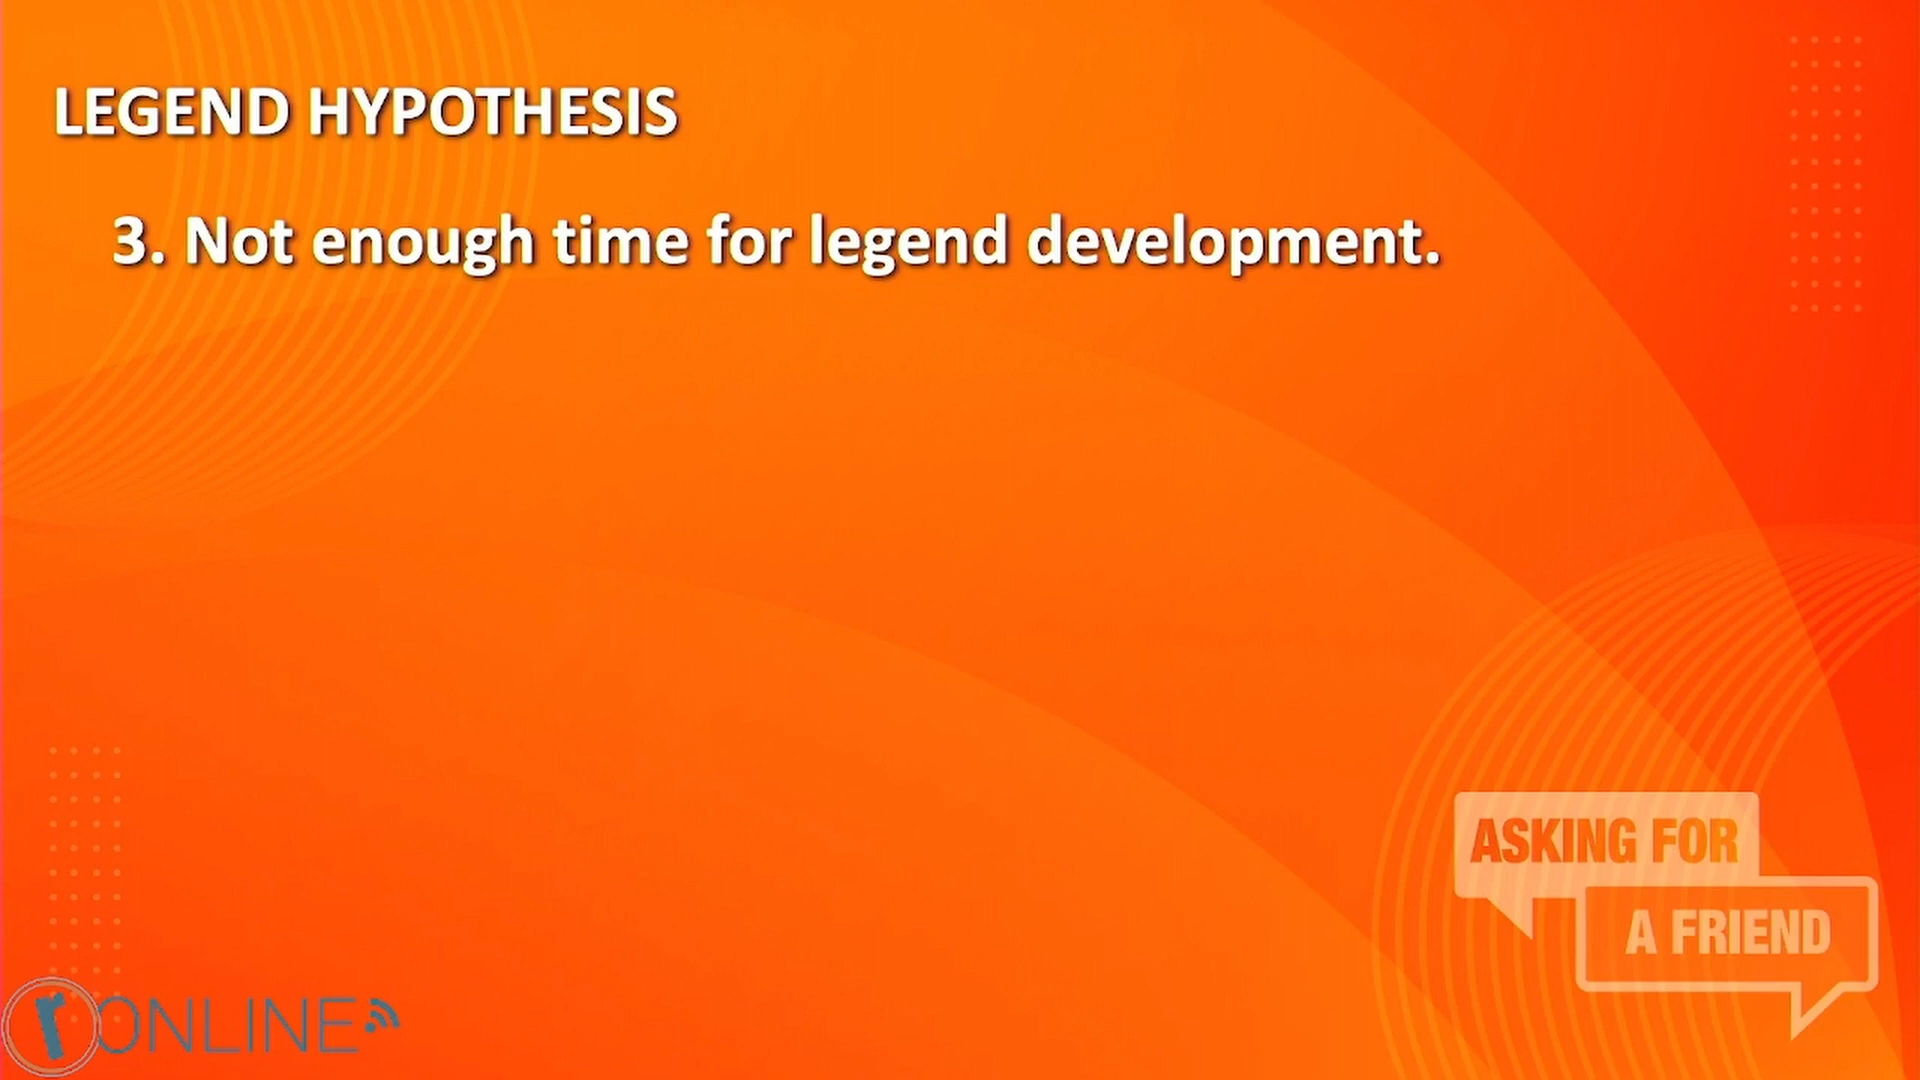 LEGEND HYPOTHESIS
3. Not enough time for legend development.
ASKING FOR
A FRIEND
r ONLINE